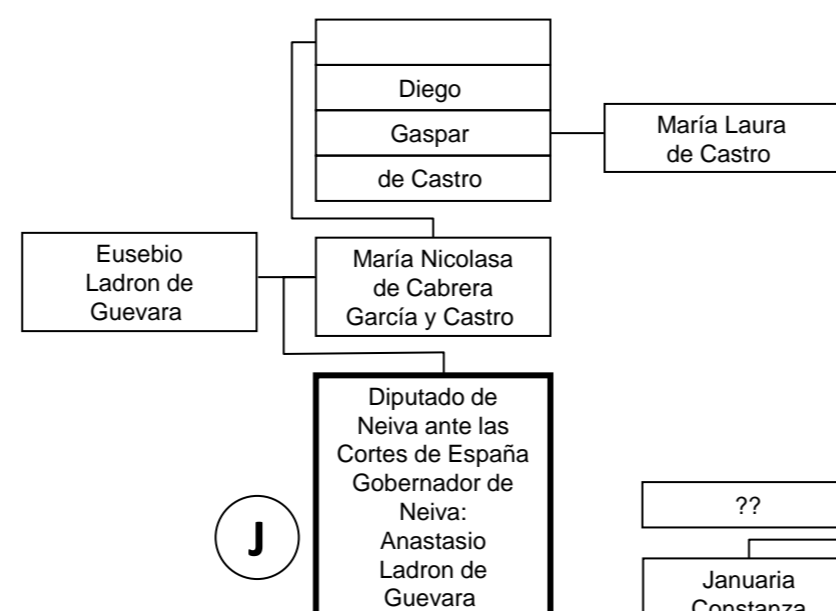 Diego
Gaspar
de Castro
María Laura
de Castro
Eusebio
Ladron de
Guevara
María Nicolasa
de Cabrera
García y Castro
Diputado de
Neiva ante las
Cortes de España
Gobernador de
Neiva:
Anastasio
Ladron de
Guevara
J
??
Januaria
Constanza